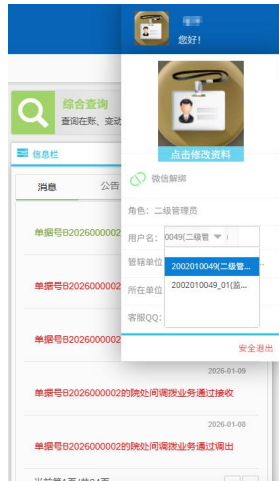 您好！
综合查询
查询在账、变动
点击修改资料
信息栏
微信解绑
消息
公告
角色：二级管理员
单据号B2026000002
用户名：
0049(二级管
管辖单位
2002010049(二级管...
单据号B2026000002
所在单位
2002010049_01(监...
客服QQ：
单据号B2026000002
安全退出
2026-01-09
单据号B2026000002的院处间调拨业务通过接收
2026-01-08
单据号B2026000002的院处间调拨业务通过调出